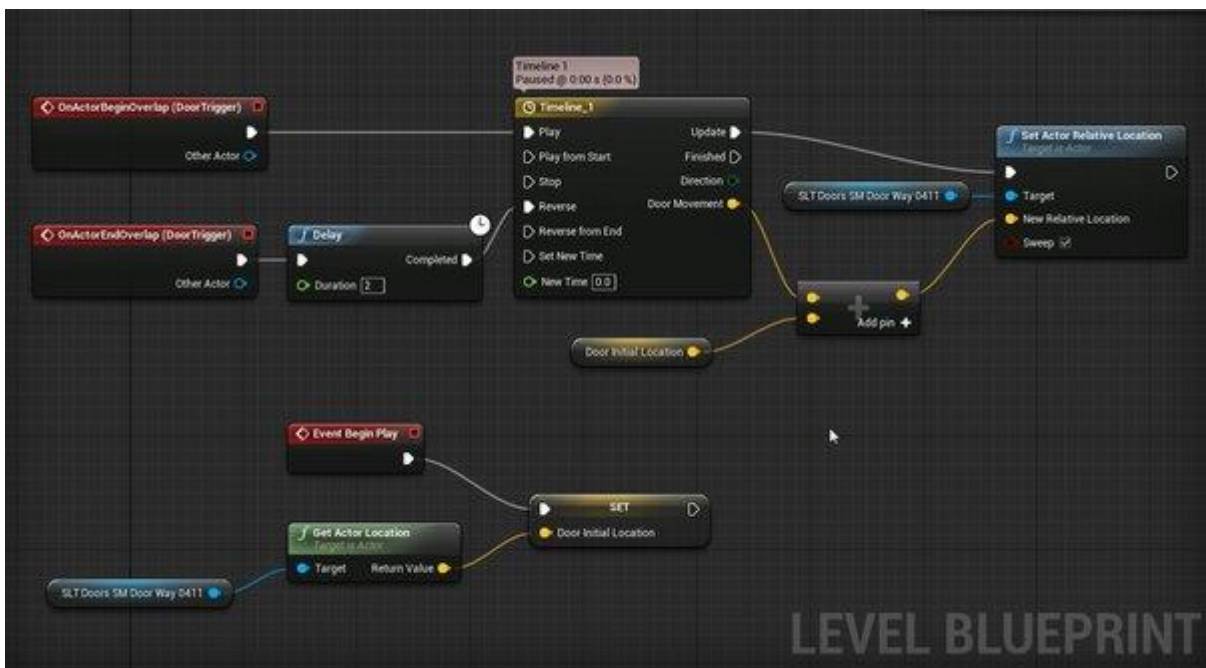 Timeline 1
Paused @ 0:00 s (0.0 %)
OnActorBeginOverlap (DoorTrigger)
Other Actor
Timeline_1
Play
Update
Play from Start
Finished
Stop
Direction
Reverse
Door Movement
Reverse from End
Set New Time
New Time 0.0
f Set Actor Relative Location
Target is Actor
Target
New Relative Location
Sweep
SLT Doors SM Door Way 0411
OnActorEndOverlap (DoorTrigger)
Other Actor
f Delay
Completed
Duration 2
Add pin +
Door Initial Location
Event Begin Play
SET
Door Initial Location
f Get Actor Location
Target is Actor
Target Return Value
SLT Doors SM Door Way 0411
LEVEL BLUEPRINT